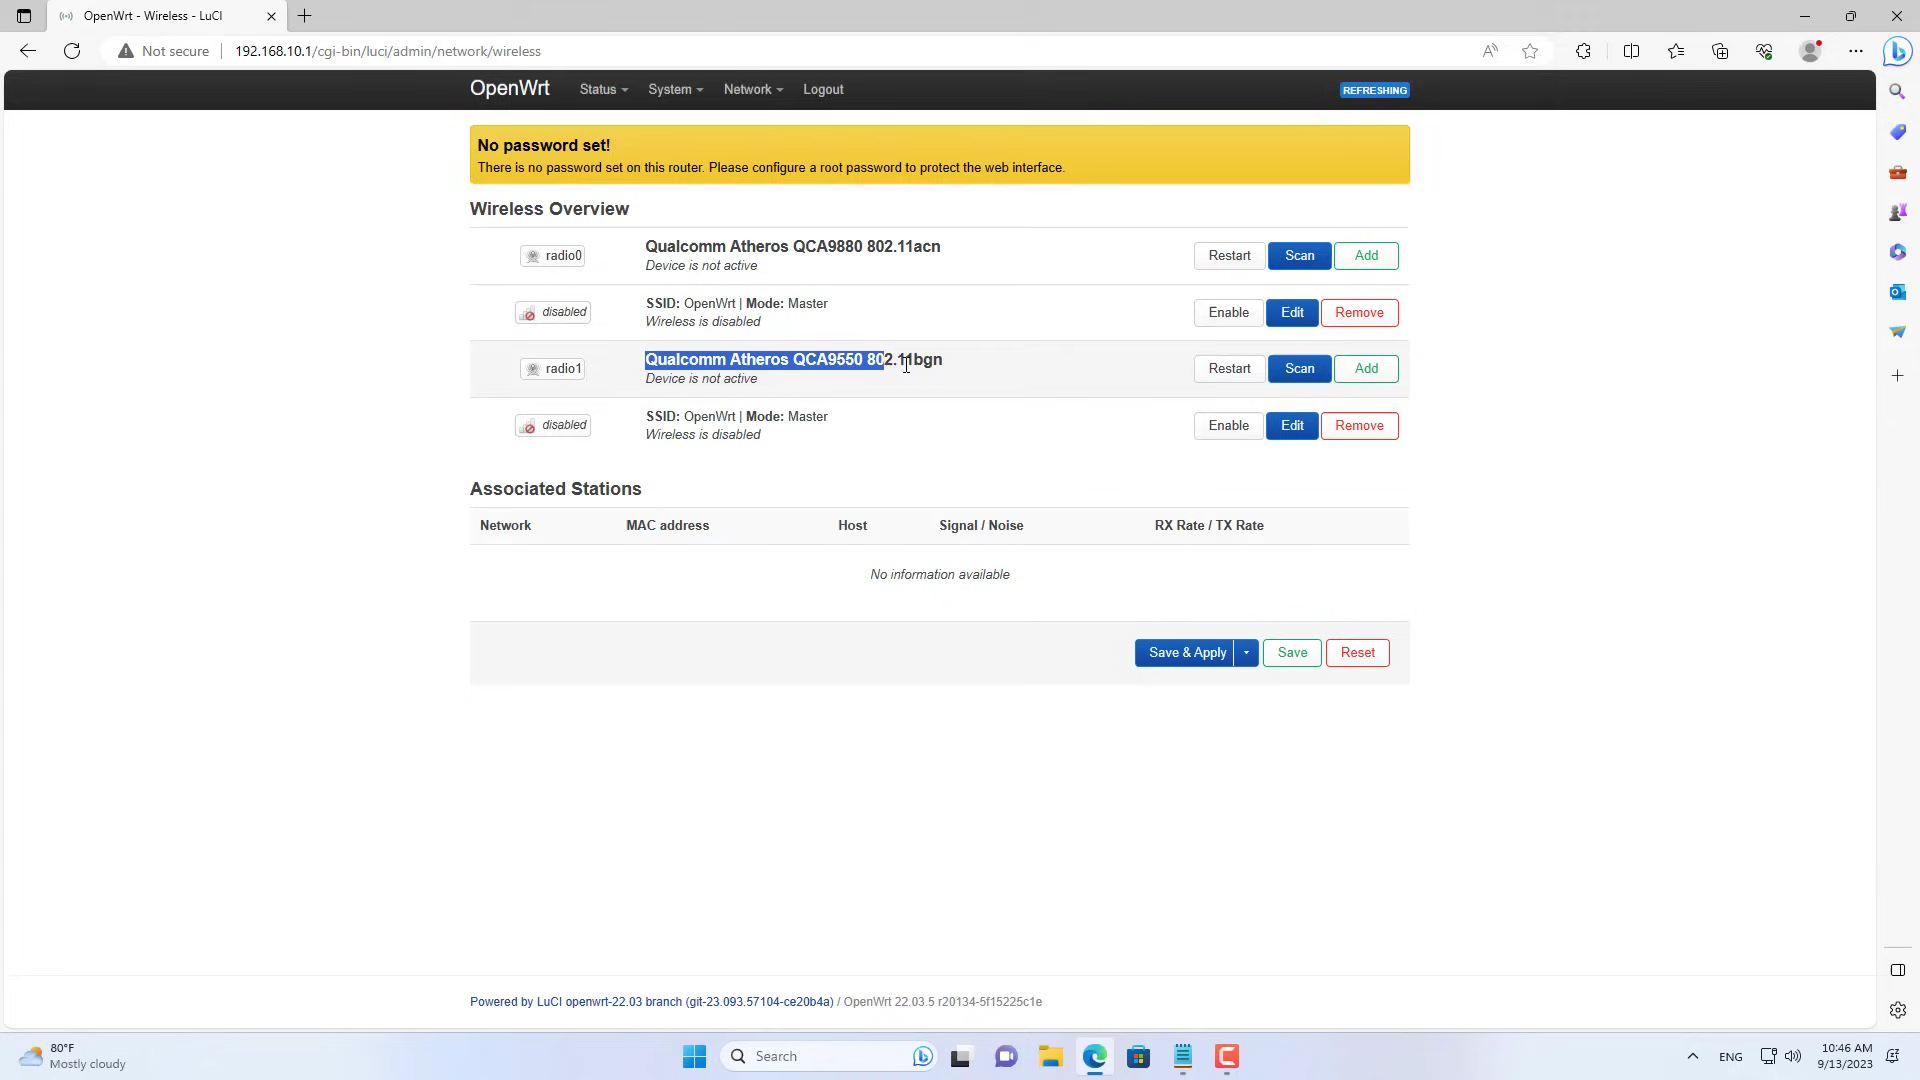 OpenWrt - Wireless - LuCI
Not secure
192.168.10.1/cgi-bin/luci/admin/network/wireless
OpenWrt Status System Network Logout REFRESHING
No password set!
There is no password set on this router. Please configure a root password to protect the web interface.
Wireless Overview
radio0 Qualcomm Atheros QCA9880 802.11acn Restart Scan Add
Device is not active
disabled SSID: OpenWrt | Mode: Master Enable Edit Remove
Wireless is disabled
radio1 Qualcomm Atheros QCA9550 802.11bgn Restart Scan Add
Device is not active
disabled SSID: OpenWrt | Mode: Master Enable Edit Remove
Wireless is disabled
Associated Stations
Network MAC address Host Signal / Noise RX Rate / TX Rate
No information available
Save & Apply Save Reset
Powered by LuCI openwrt-22.03 branch (git-23.093.57104-ce20b4a) / OpenWrt 22.03.5 r20134-5f15225c1e
80°F
Mostly cloudy
Search
ENG
10:46 AM
9/13/2023